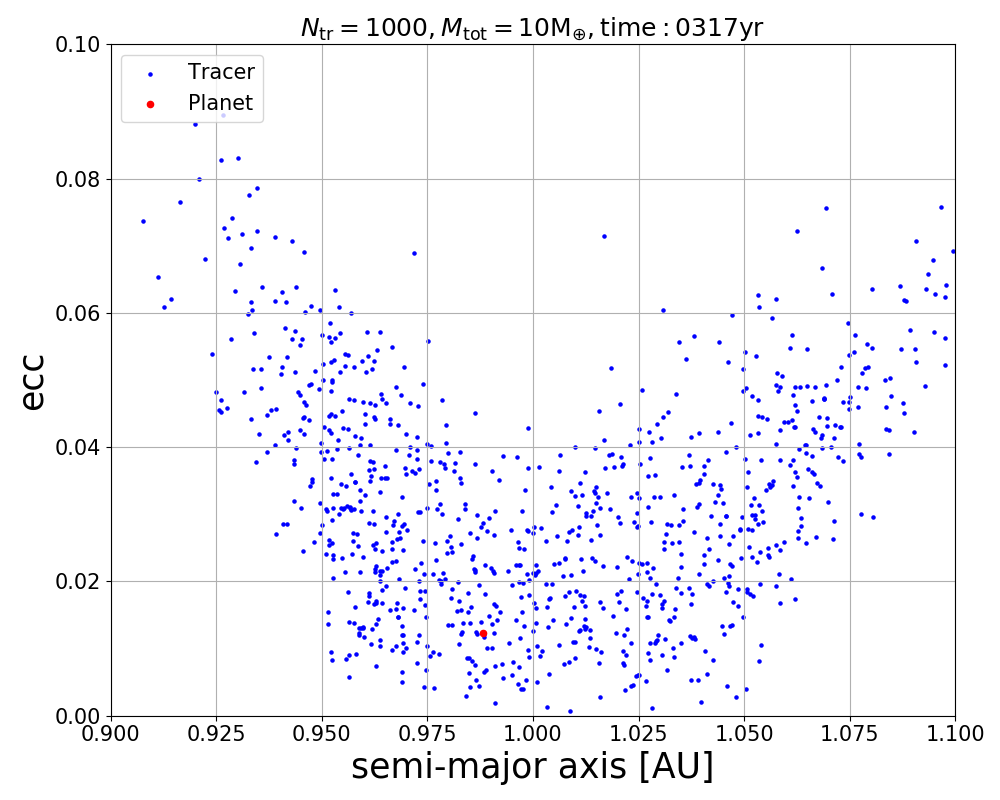 N_tr = 1000, M_tot = 10M_⊕, time : 0317yr
0.10
Tracer
Planet
0.08
0.06
0.04
0.02
0.00
ecc
0.900 0.925 0.950 0.975 1.000 1.025 1.050 1.075 1.100
semi-major axis [AU]